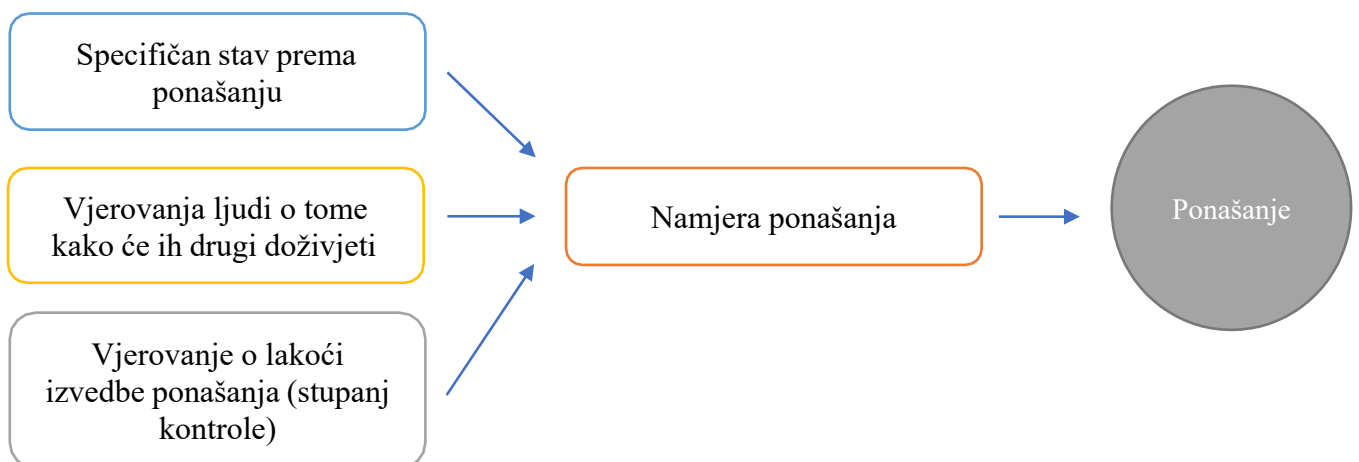 Specifičan stav prema
ponašanju
Vjerovanja ljudi o tome
kako će ih drugi doživjeti
Vjerovanje o lakoći
izvedbe ponašanja (stupanj
kontrole)
Namjera ponašanja
Ponašanje